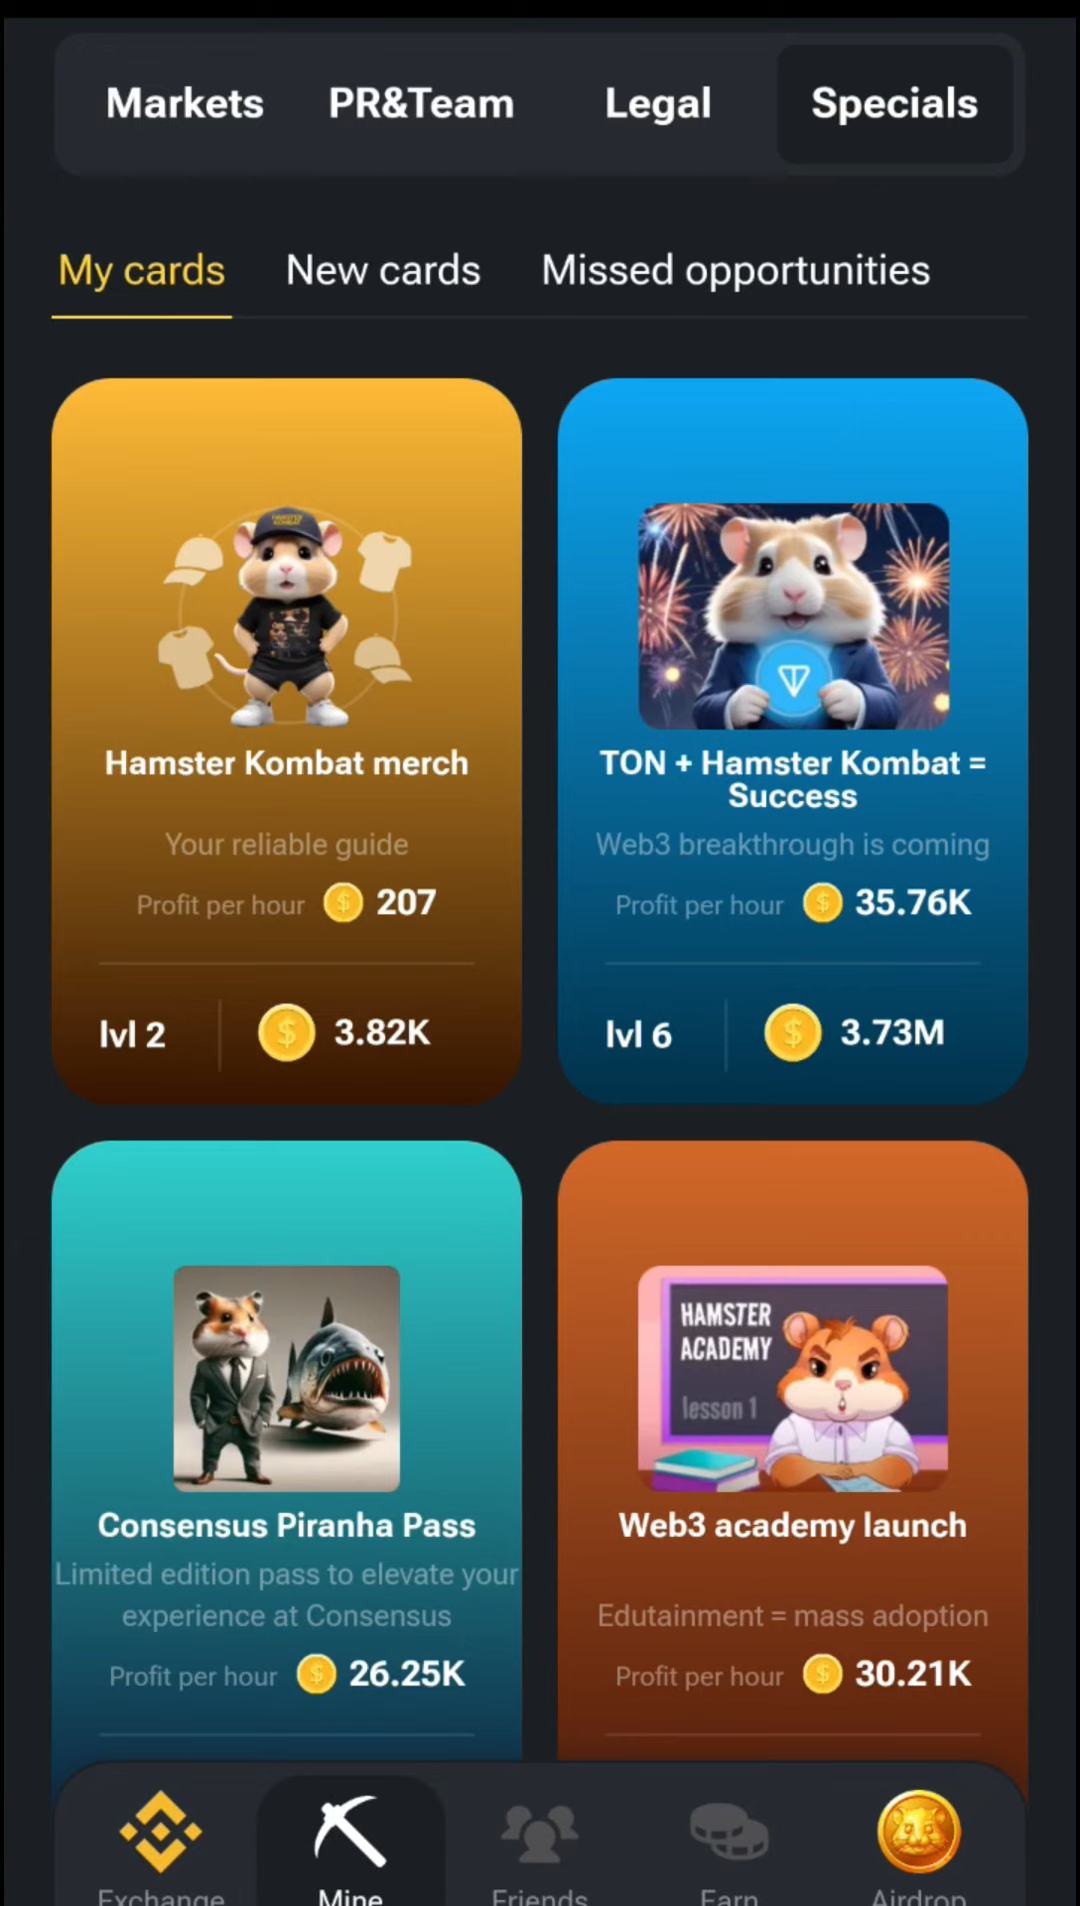 Markets PR&Team Legal Specials
My cards New cards Missed opportunities
HAMSTER
KOMBAT
Hamster Kombat merch
Your reliable guide
Profit per hour 207
lvl 2 3.82K
TON + Hamster Kombat =
Success
Web3 breakthrough is coming
Profit per hour 35.76K
lvl 6 3.73M
Consensus Piranha Pass
Limited edition pass to elevate your
experience at Consensus
Profit per hour 26.25K
HAMSTER
ACADEMY
lesson 1
Web3 academy launch
Edutainment = mass adoption
Profit per hour 30.21K
Exchange Mine Friends Earn Airdrop